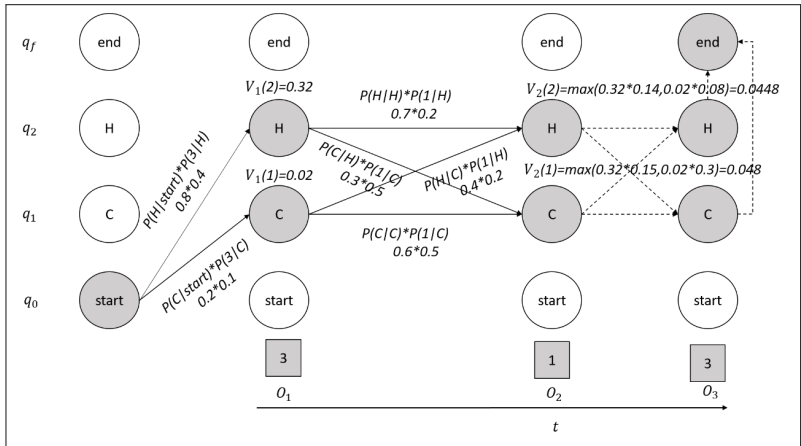 q_f end end end end
V_1(2)=0.32 P(H|H)*P(1|H) V_2(2)=max(0.32*0.14,0.02*0.08)=0.0448
0.7*0.2
q_2 H H H H
P(H|start)*P(3|H)
0.8*0.4
P(C|H)*P(1|C)
0.3*0.5
P(H|C)*P(1|H)
0.4*0.2
V_1(1)=0.02 V_2(1)=max(0.32*0.15,0.02*0.3)=0.048
q_1 C C C C
P(C|C)*P(1|C)
0.6*0.5
P(C|start)*P(3|C)
0.2*0.1
q_0 start start start start
3 1 3
O_1 O_2 O_3
t